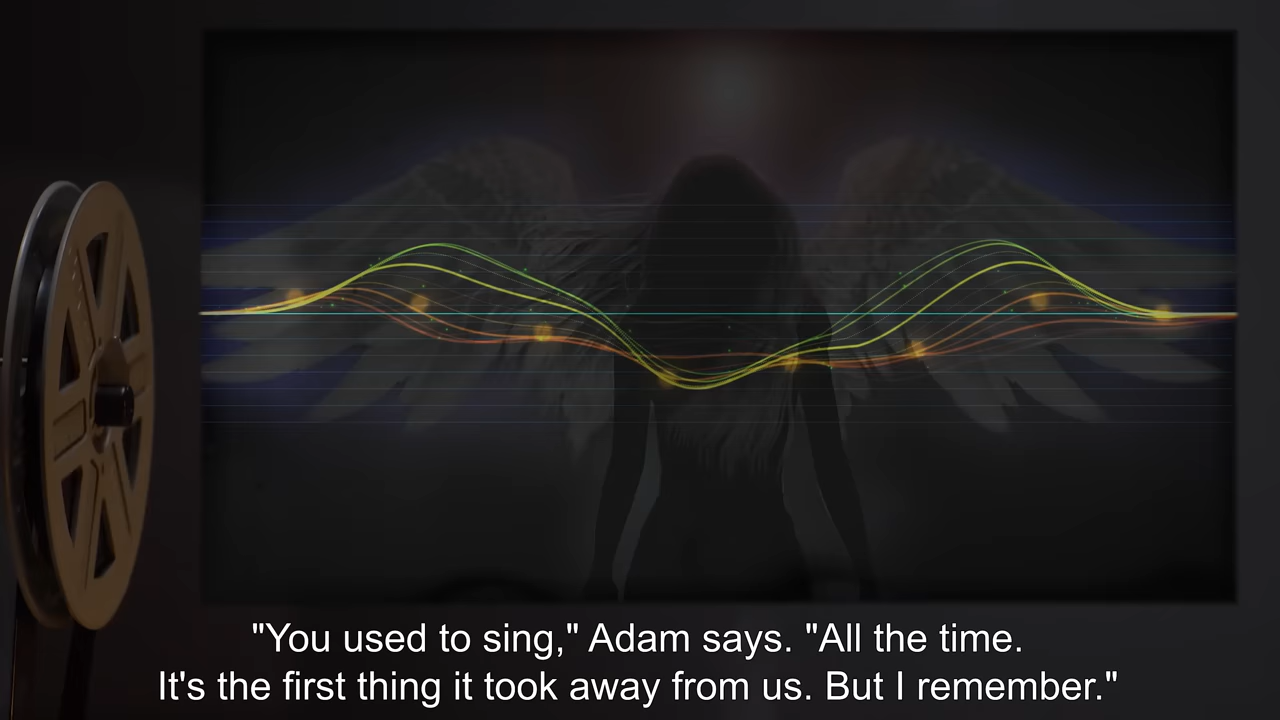 "You used to sing," Adam says. "All the time.
It's the first thing it took away from us. But I remember."